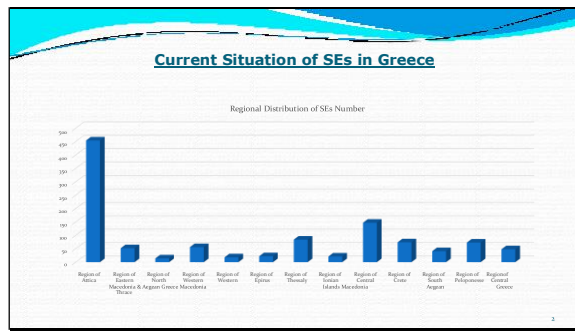 Current Situation of SEs in Greece
Regional Distribution of SEs Number
500
450
400
350
300
250
200
150
100
50
0
Region of Region of Region of Region of Region of Region of Region of Region of Region of Region of Region of Region of Region of
Attica Eastern North Western Western Epirus Thessaly Ionian Central Crete South Peloponnese Central
Macedonia & Aegean Greece Macedonia Islands Macedonia Aegean Greece
Thrace
2